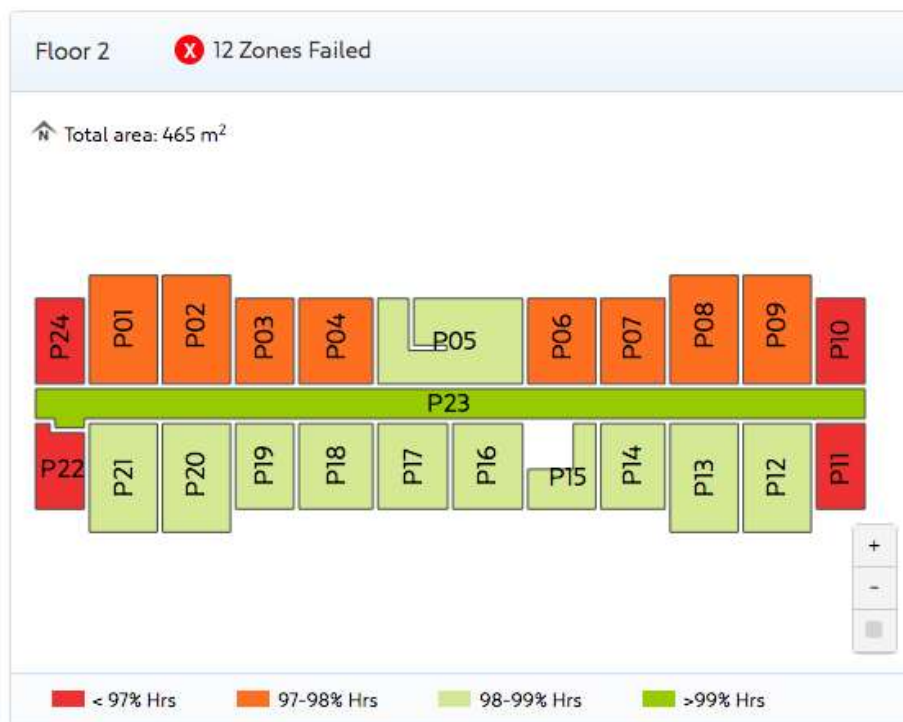 Floor 2 X 12 Zones Failed
N Total area: 465 m²
P24 P01 P02 P03 P04 P05 P06 P07 P08 P09 P10
P23
P22 P21 P20 P19 P18 P17 P16 P15 P14 P13 P12 P11
+
-
< 97% Hrs 97-98% Hrs 98-99% Hrs >99% Hrs